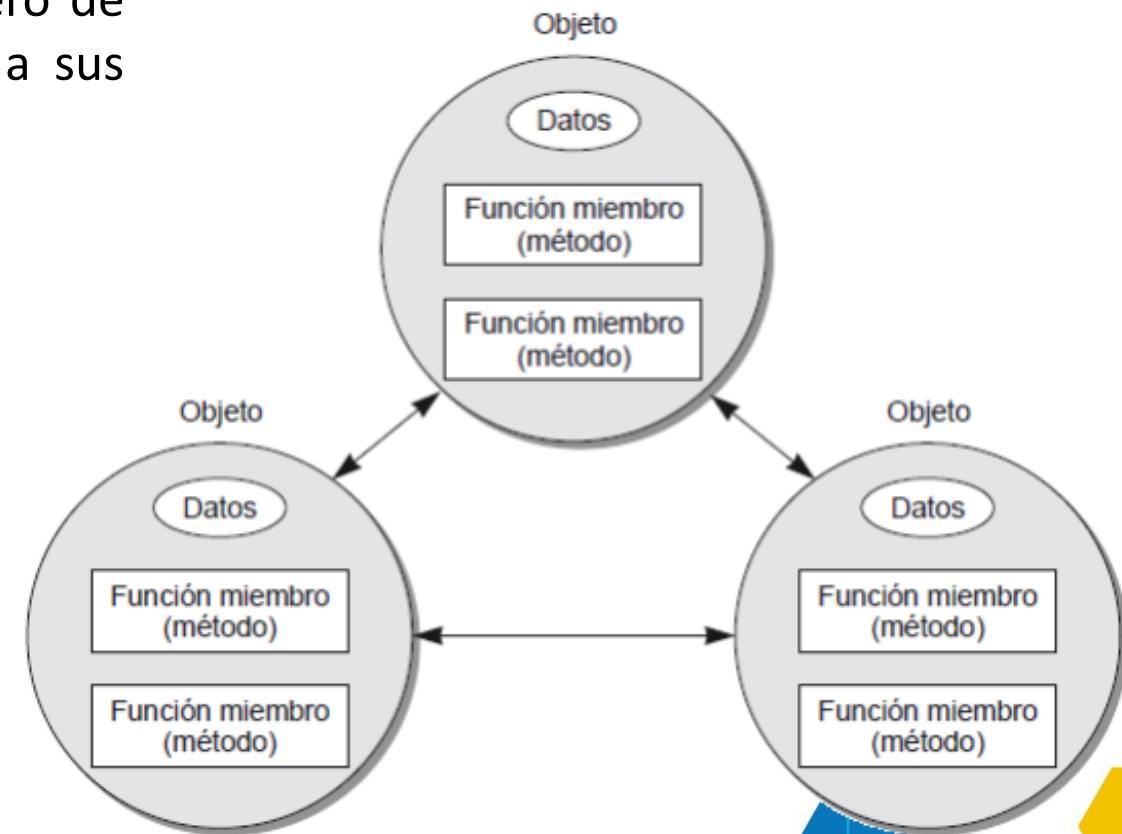 de
a sus
Objeto
Datos
Función miembro
(método)
Función miembro
(método)
Objeto
Datos
Función miembro
(método)
Función miembro
(método)
Objeto
Datos
Función miembro
(método)
Función miembro
(método)